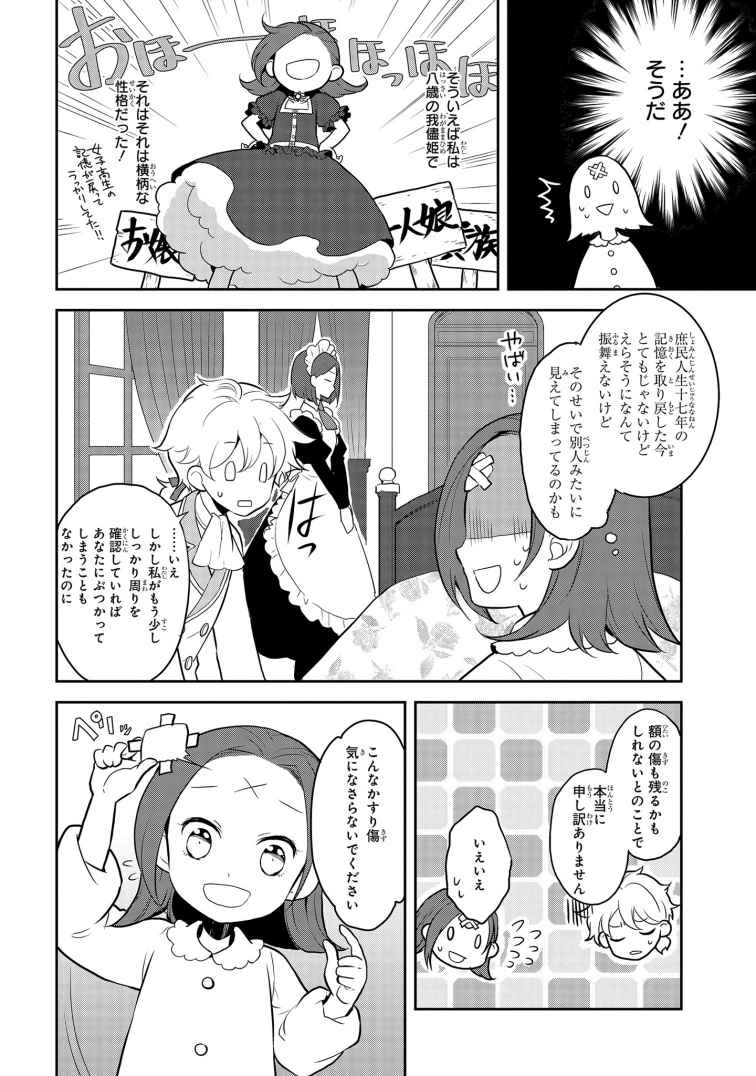 …ああ！
そうだ
そういえば私は
八歳の我儘姫で
おほ
ほ
ほっほほ
それはそれは横柄な
性格だった！
女子高生の
記憶が戻って
うっかりしてた!!
お嬢
一人娘
貴族
庶民人生十七年の
記憶を取り戻した今
とてもじゃないけど
えらそうになんて
振舞えないけど
そのせいで別人みたいに
見えてしまってるのかも
やばい…
はっ
……いえ
しかし私がもう少し
しっかり周りを
確認していれば
あなたにぶつかって
しまうことも
なかったのに
額の傷も残るかも
しれないとのことで
本当に
申し訳ありません
いえいえ
こんなかすり傷
気になさらないでください
ペリッ